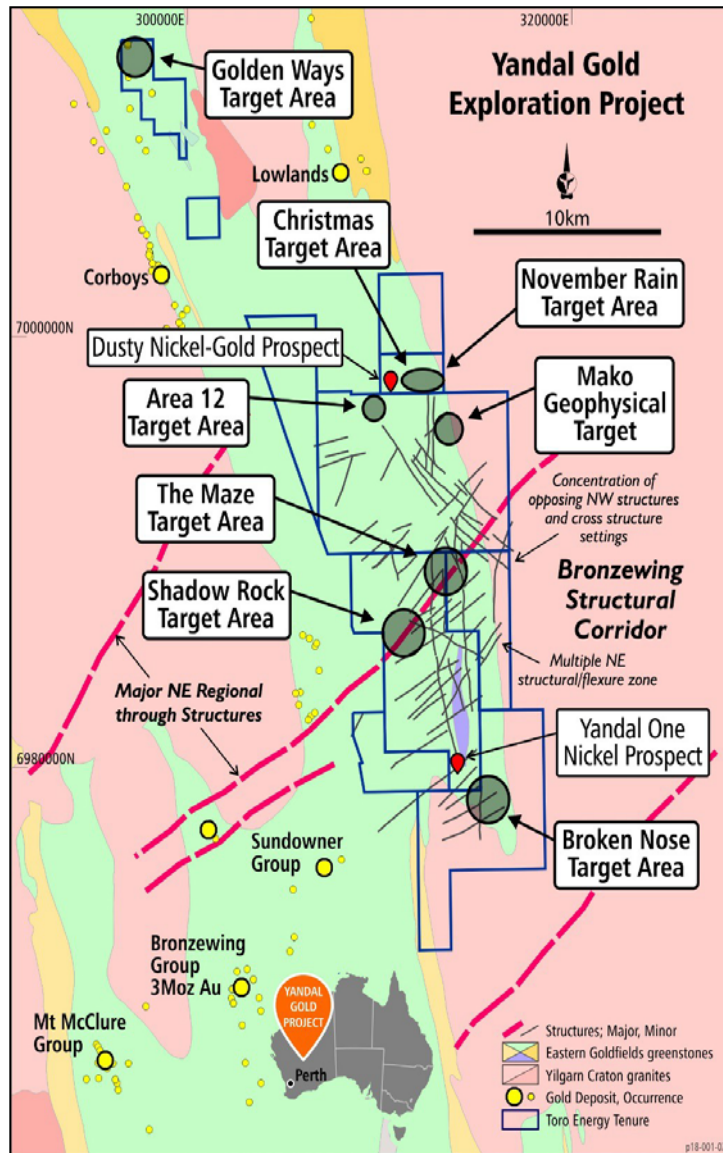 300000E
320000E
Yandal Gold
Exploration Project
Golden Ways
Target Area
Lowlands
10km
Christmas
Target Area
November Rain
Target Area
Corboys
7000000N
Dusty Nickel-Gold Prospect
Area 12
Target Area
Mako
Geophysical
Target
Concentration of
opposing NW structures
and cross structure
settings
The Maze
Target Area
Bronzewing
Structural
Corridor
Shadow Rock
Target Area
Multiple NE
structural/flexure zone
Major NE Regional
through Structures
Yandal One
Nickel Prospect
6980000N
Broken Nose
Target Area
Sundowner
Group
Bronzewing
Group
3Moz Au
YANDAL
GOLD
PROJECT
Mt McClure
Group
Perth
Structures; Major, Minor
Eastern Goldfields greenstones
Yilgarn Craton granites
Gold Deposit, Occurrence
Toro Energy Tenure